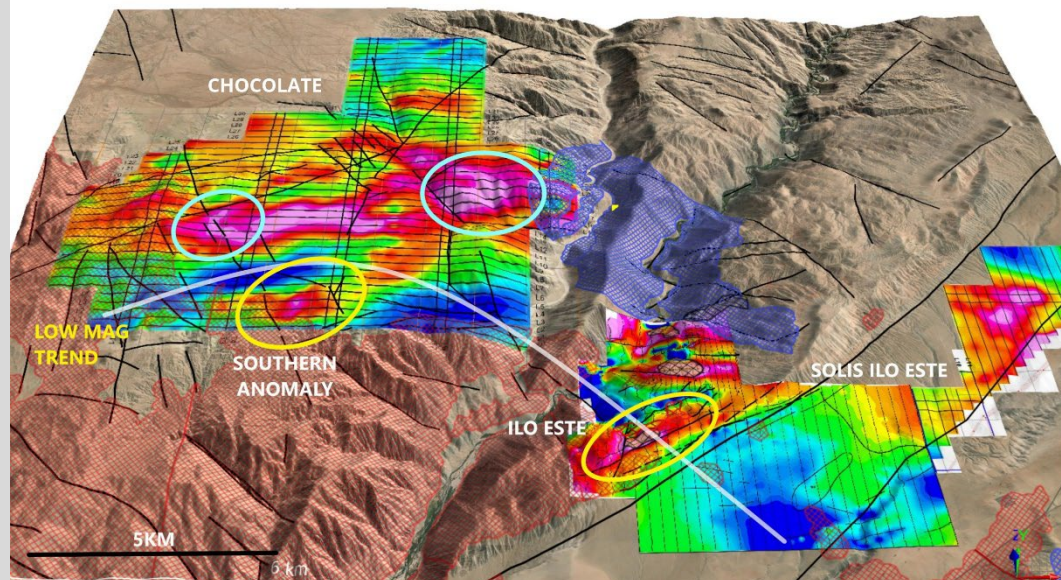 CHOCOLATE
LOW MAG
TREND
SOUTHERN
ANOMALY
SOLIS ILO ESTE
ILO ESTE
5KM
6 km